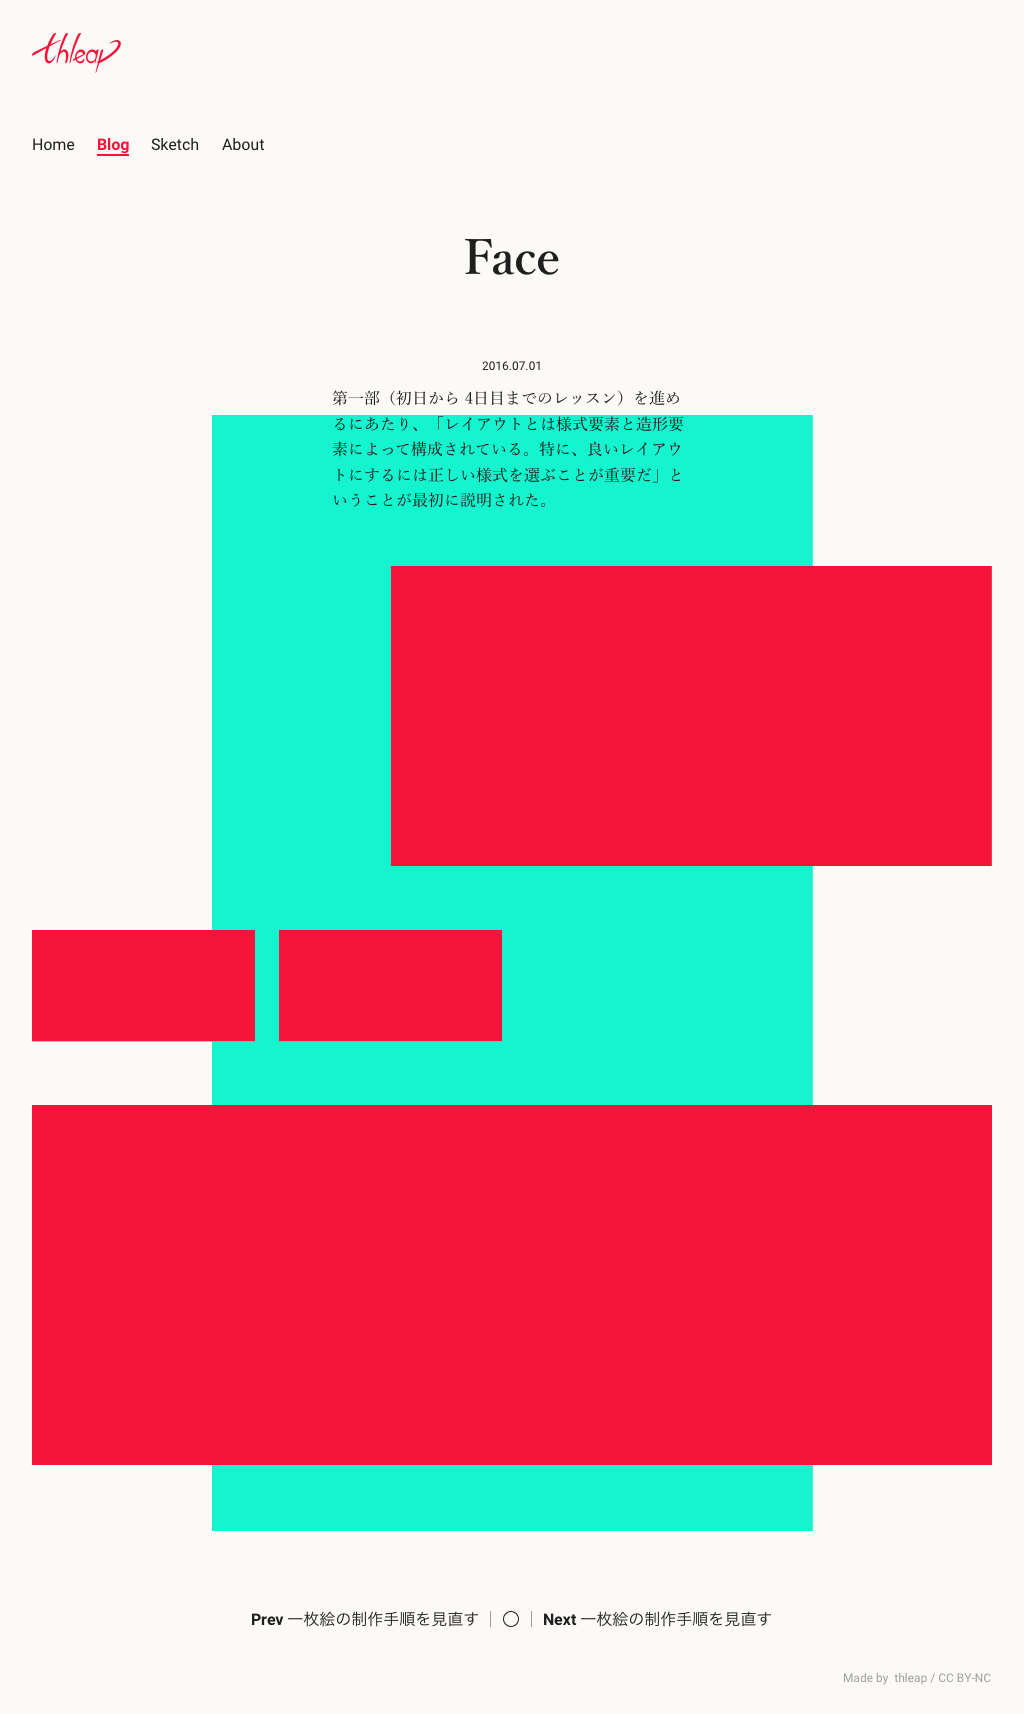 thleap
Home Blog Sketch About
Face
2016.07.01
第一部（初日から 4日目までのレッスン）を進め
るにあたり、「レイアウトとは様式要素と造形要
素によって構成されている。特に、良いレイアウ
トにするには正しい様式を選ぶことが重要だ」と
いうことが最初に説明された。
Prev 一枚絵の制作手順を見直す | ○ | Next 一枚絵の制作手順を見直す
Made by thleap / CC BY-NC